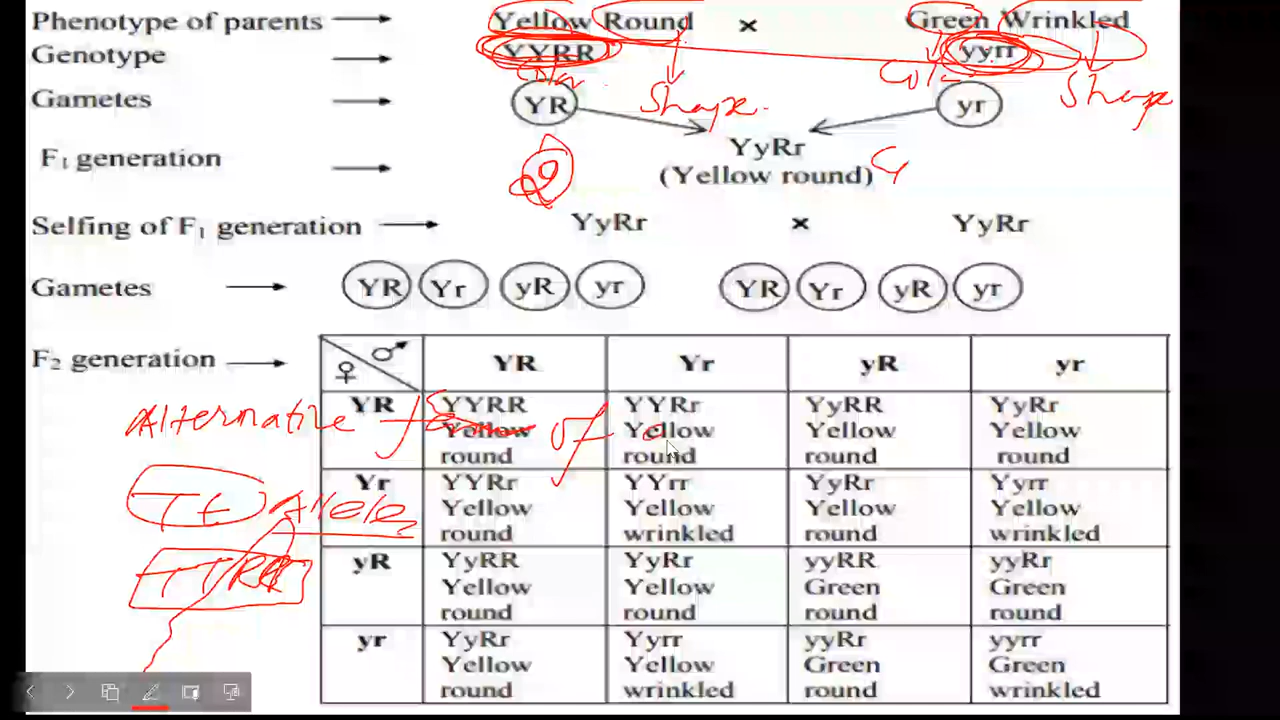 Phenotype of parents Yellow Round × Green Wrinkled
Genotype YYRR yyrr
Color Color
Gametes YR Shape yr Shape
F₁ generation YyRr
(Yellow round)
Selfing of F₁ generation YyRr × YyRr
Gametes YR Yr yR yr YR Yr yR yr
F₂ generation ♀ ♂ YR Yr yR yr
YR YYRR YYRr YyRR YyRr
Yellow Yellow Yellow Yellow
round round round round
Alternative of
Yr YYRr YYrr YyRr Yyrr
Yellow Yellow Yellow Yellow
round wrinkled round wrinkled
Tt Alleles
yR YyRR YyRr yyRR yyRr
Yellow Yellow Green Green
round round round round
yr YyRr Yyrr yyRr yyrr
Yellow Yellow Green Green
round wrinkled round wrinkled